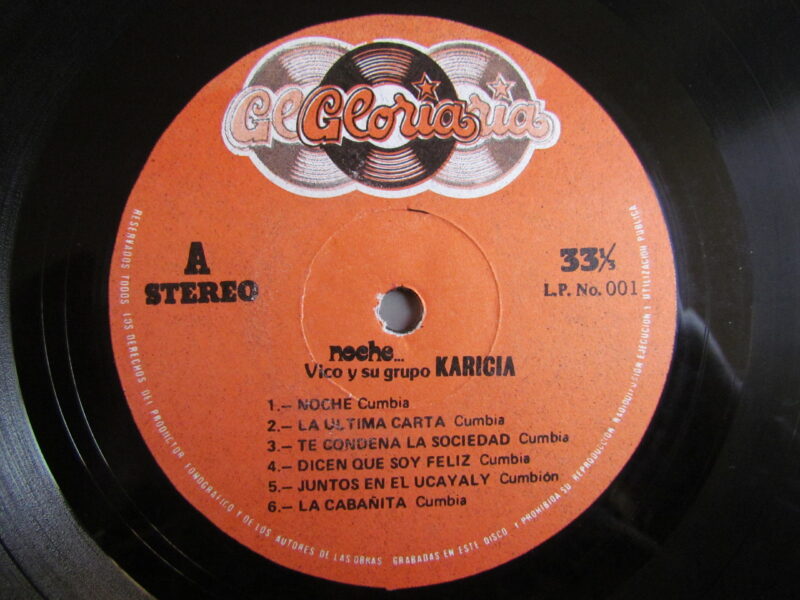 Gloria
A
STEREO
33⅓
L.P. No. 001
noche...
Vico y su grupo KARICIA
1.- NOCHE Cumbia
2.- LA ULTIMA CARTA Cumbia
3.- TE CONDENA LA SOCIEDAD Cumbia
4.- DICEN QUE SOY FELIZ Cumbia
5.- JUNTOS EN EL UCAYALY Cumbión
6.- LA CABAÑITA Cumbia
RESERVADOS TODOS LOS DERECHOS DEL PRODUCTOR FONOGRAFICO Y DE LOS AUTORES DE LAS OBRAS GRABADAS EN ESTE DISCO Y PROHIBIDA SU REPRODUCCION RADIODIFUSION EJECUCION Y UTILIZACION PUBLICA